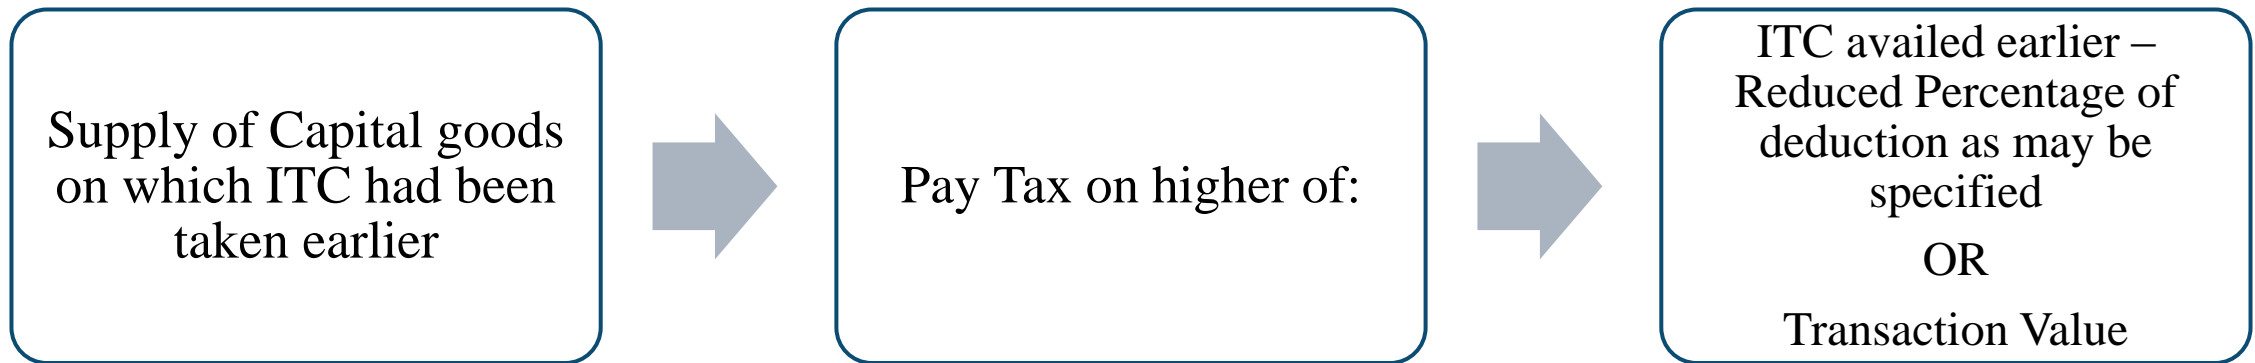 Supply of Capital goods
on which ITC had been
taken earlier
Pay Tax on higher of:
ITC availed earlier –
Reduced Percentage of
deduction as may be
specified
OR
Transaction Value